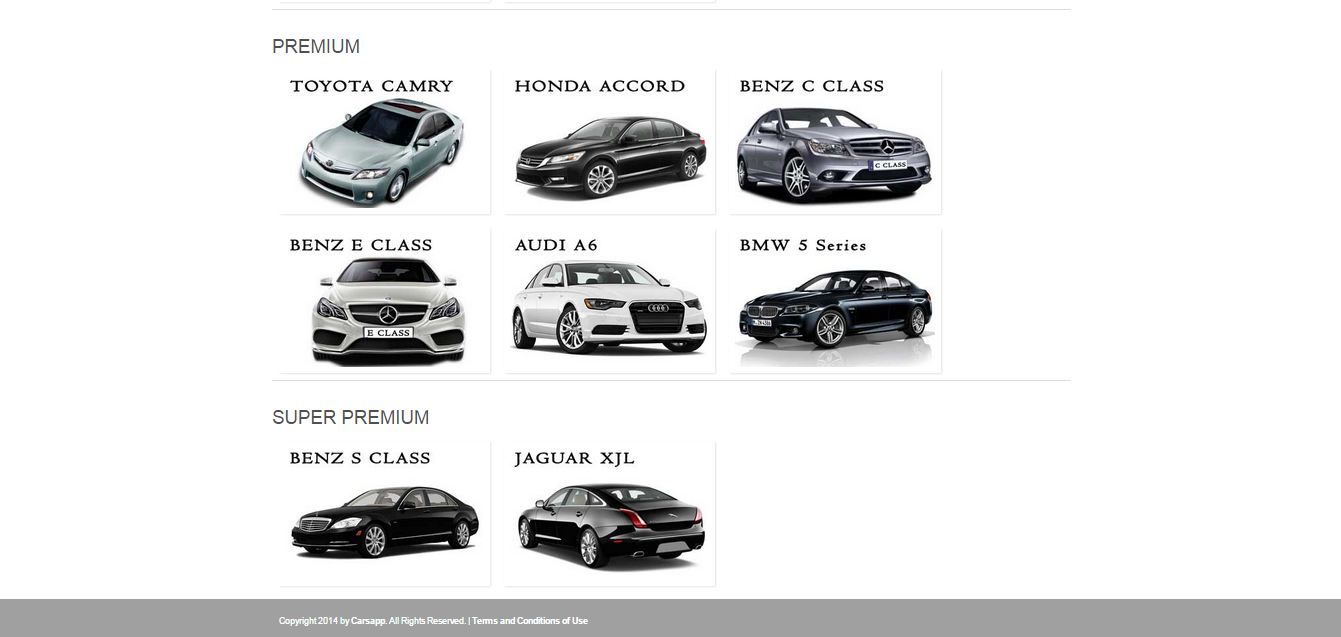 PREMIUM
TOYOTA CAMRY
HONDA ACCORD
BENZ C CLASS
C CLASS
BENZ E CLASS
AUDI A6
BMW 5 Series
E CLASS
SUPER PREMIUM
BENZ S CLASS
JAGUAR XJL
Copyright 2014 by Carsapp. All Rights Reserved. | Terms and Conditions of Use